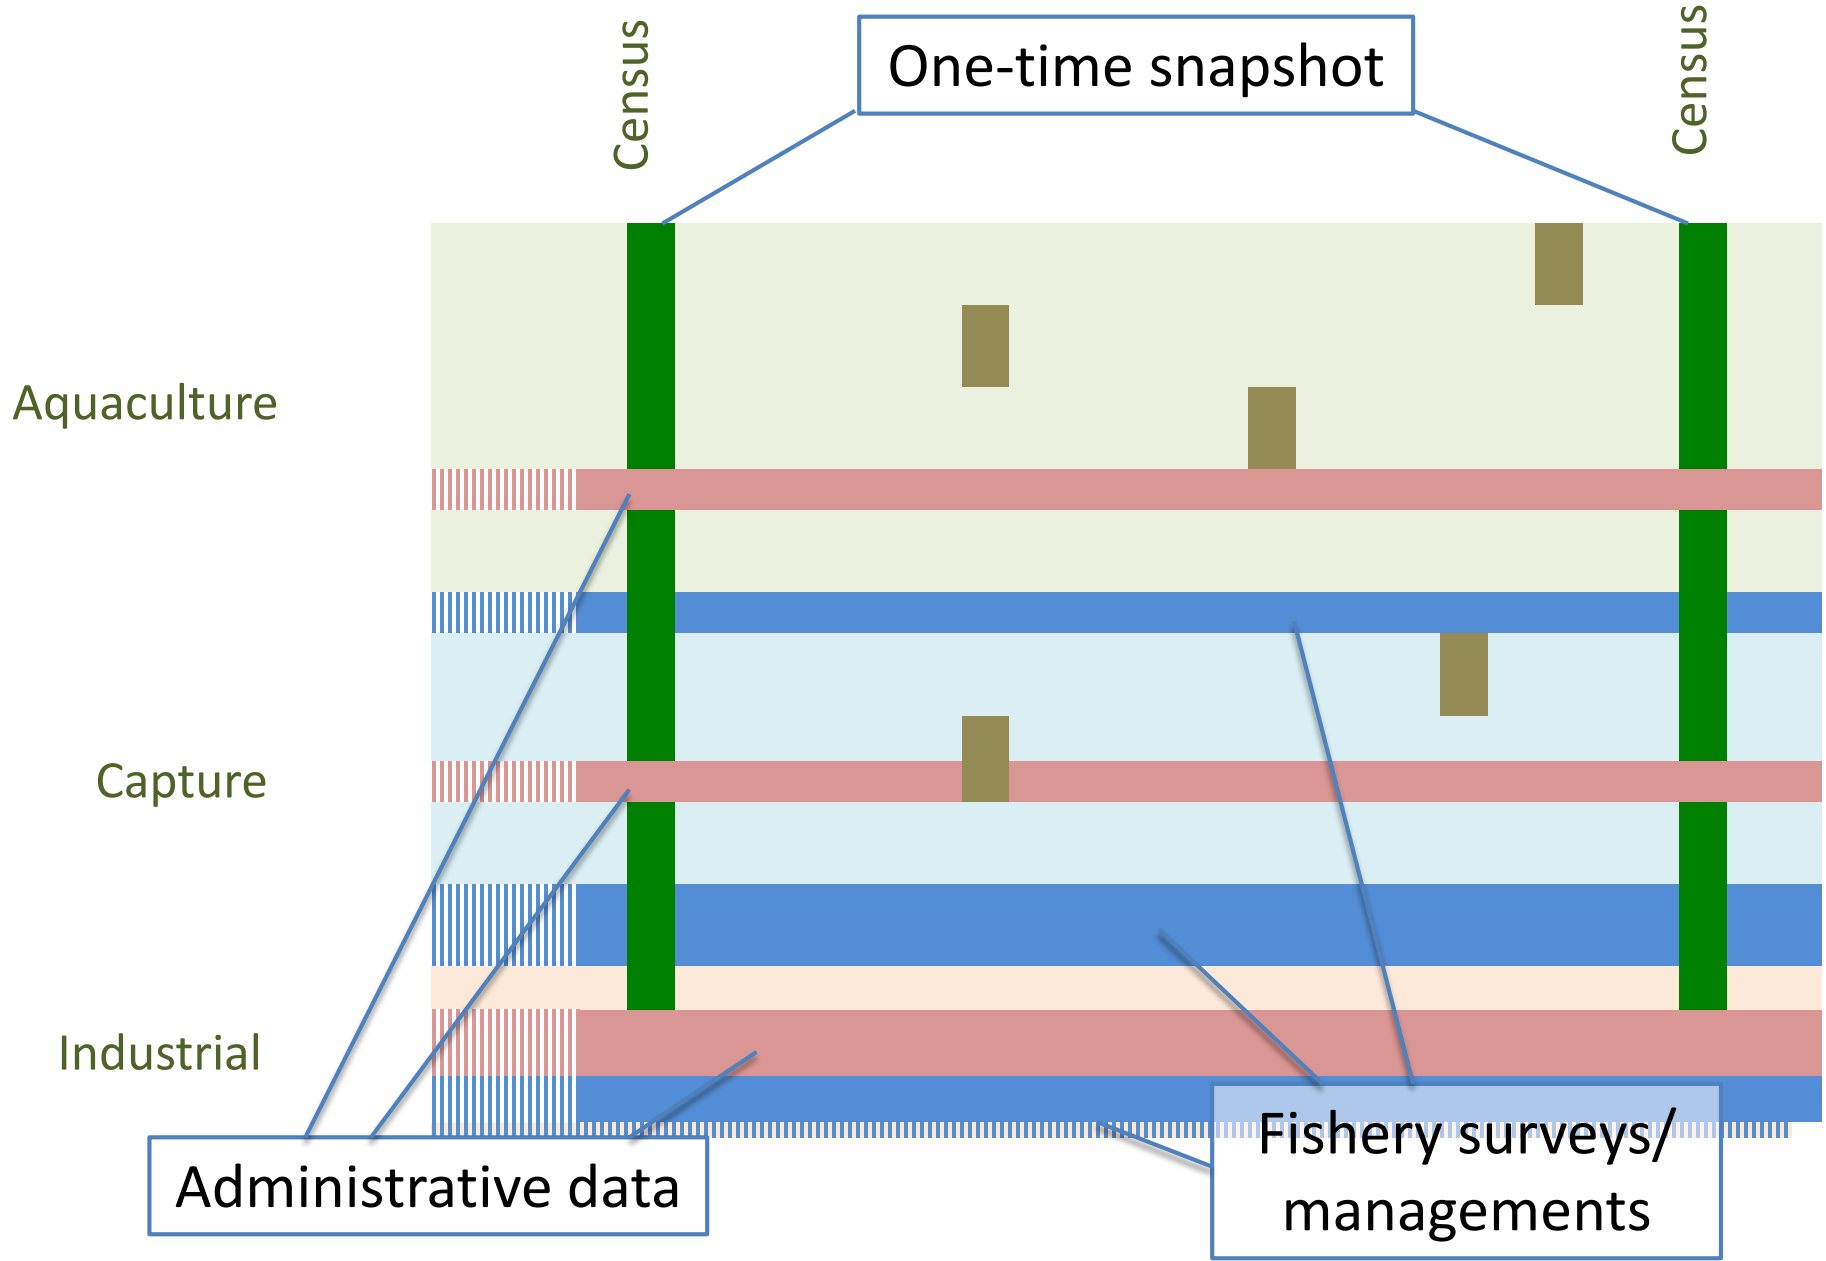 Census
One-time snapshot
Census
Aquaculture
Capture
Industrial
Administrative data
Fishery surveys/
managements